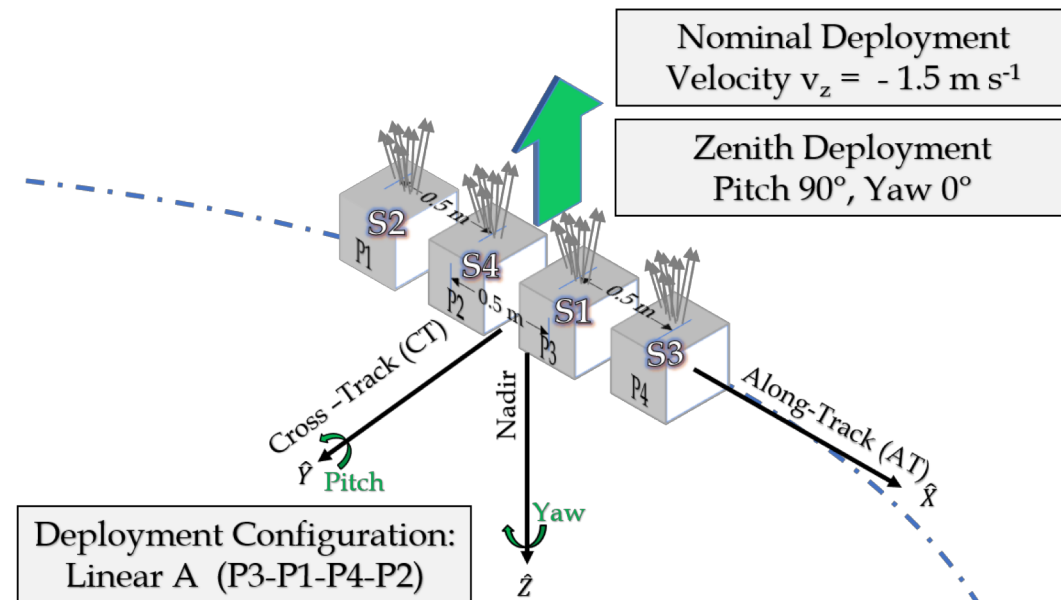 Nominal Deployment
Velocity v_z = - 1.5 m s⁻¹
Zenith Deployment
Pitch 90°, Yaw 0°
0.5 m
S2
P1
S4
P2
0.5 m
S1
P3
0.5 m
S3
P4
Cross –Track (CT)
Ŷ
Pitch
Nadir
Yaw
Ẑ
Along-Track (AT)
X̂
Deployment Configuration:
Linear A (P3-P1-P4-P2)